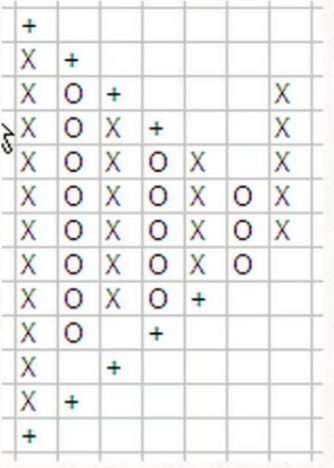 +
X +
X O + X
X O X + X
X O X O X X
X O X O X O X
X O X O X O X
X O X O X O
X O X O +
X O +
X +
X +
+